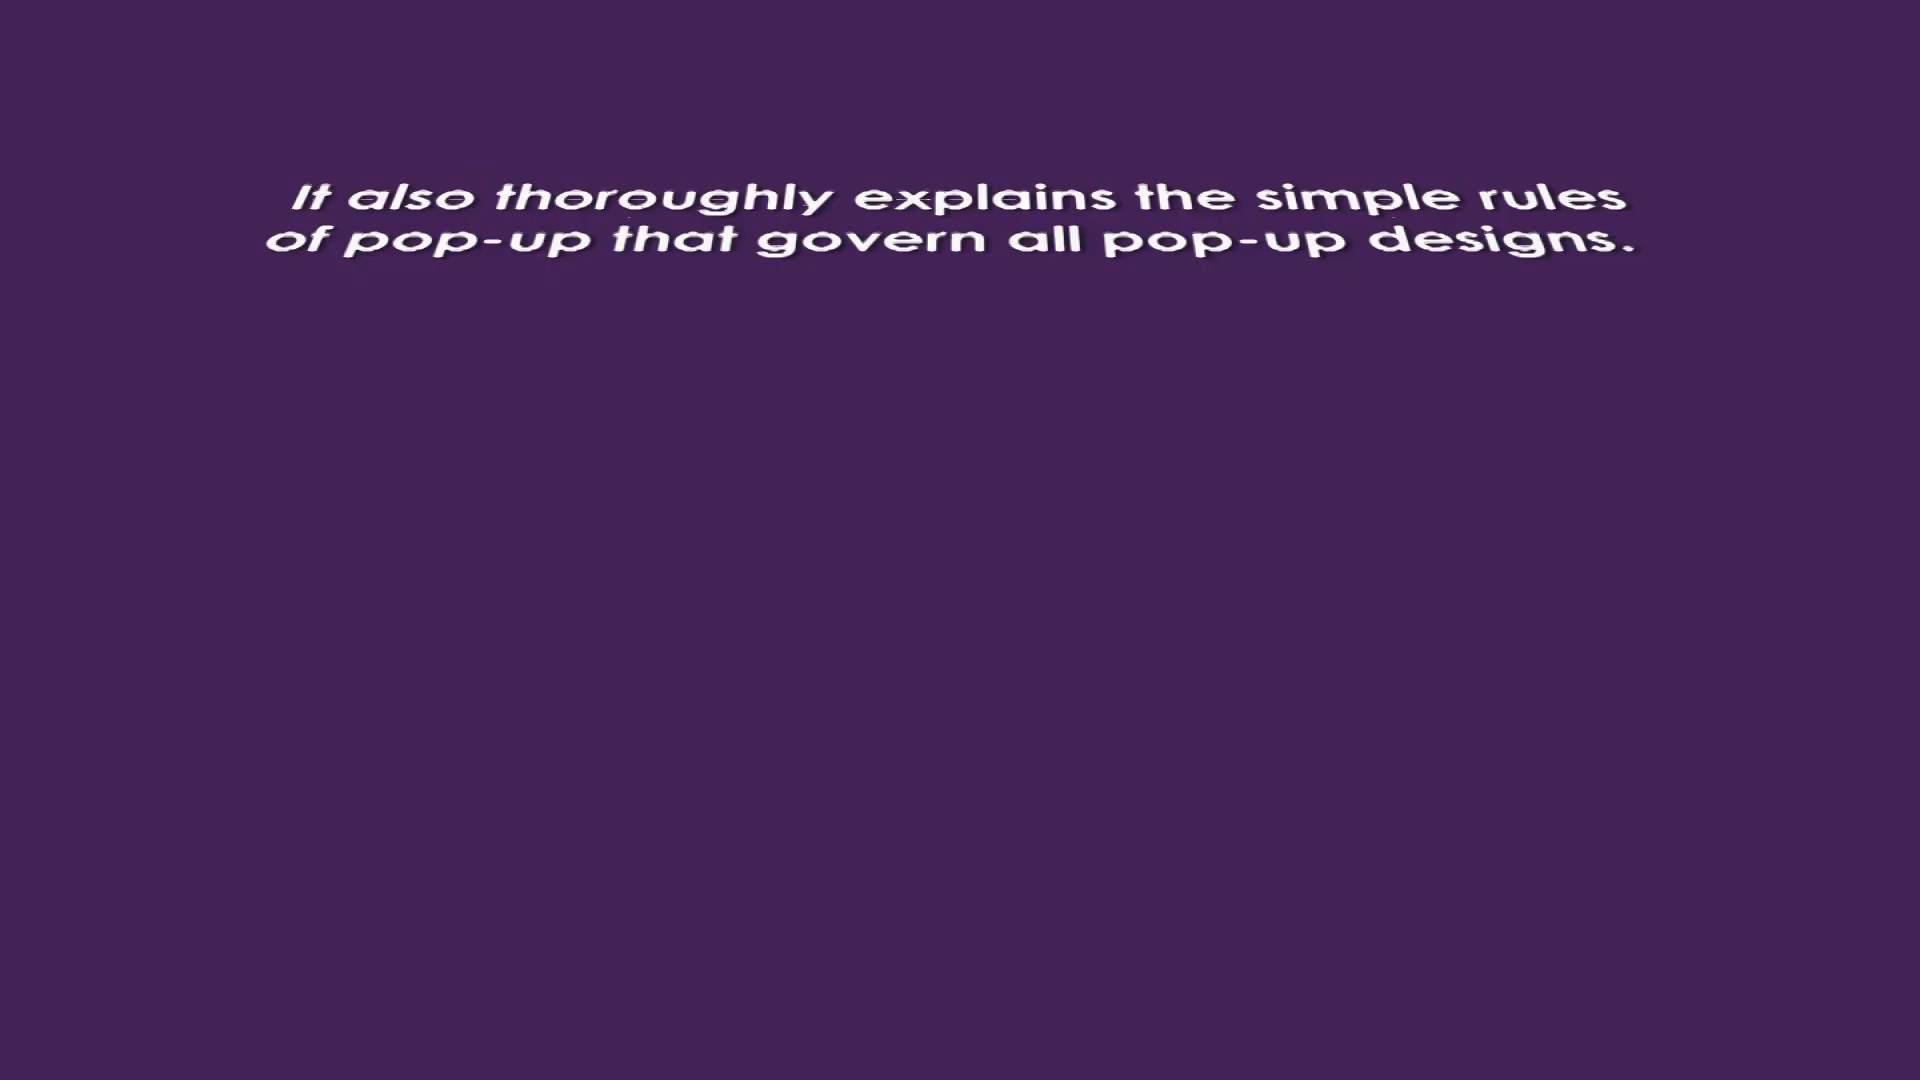 It also thoroughly explains the simple rules
of pop-up that govern all pop-up designs.